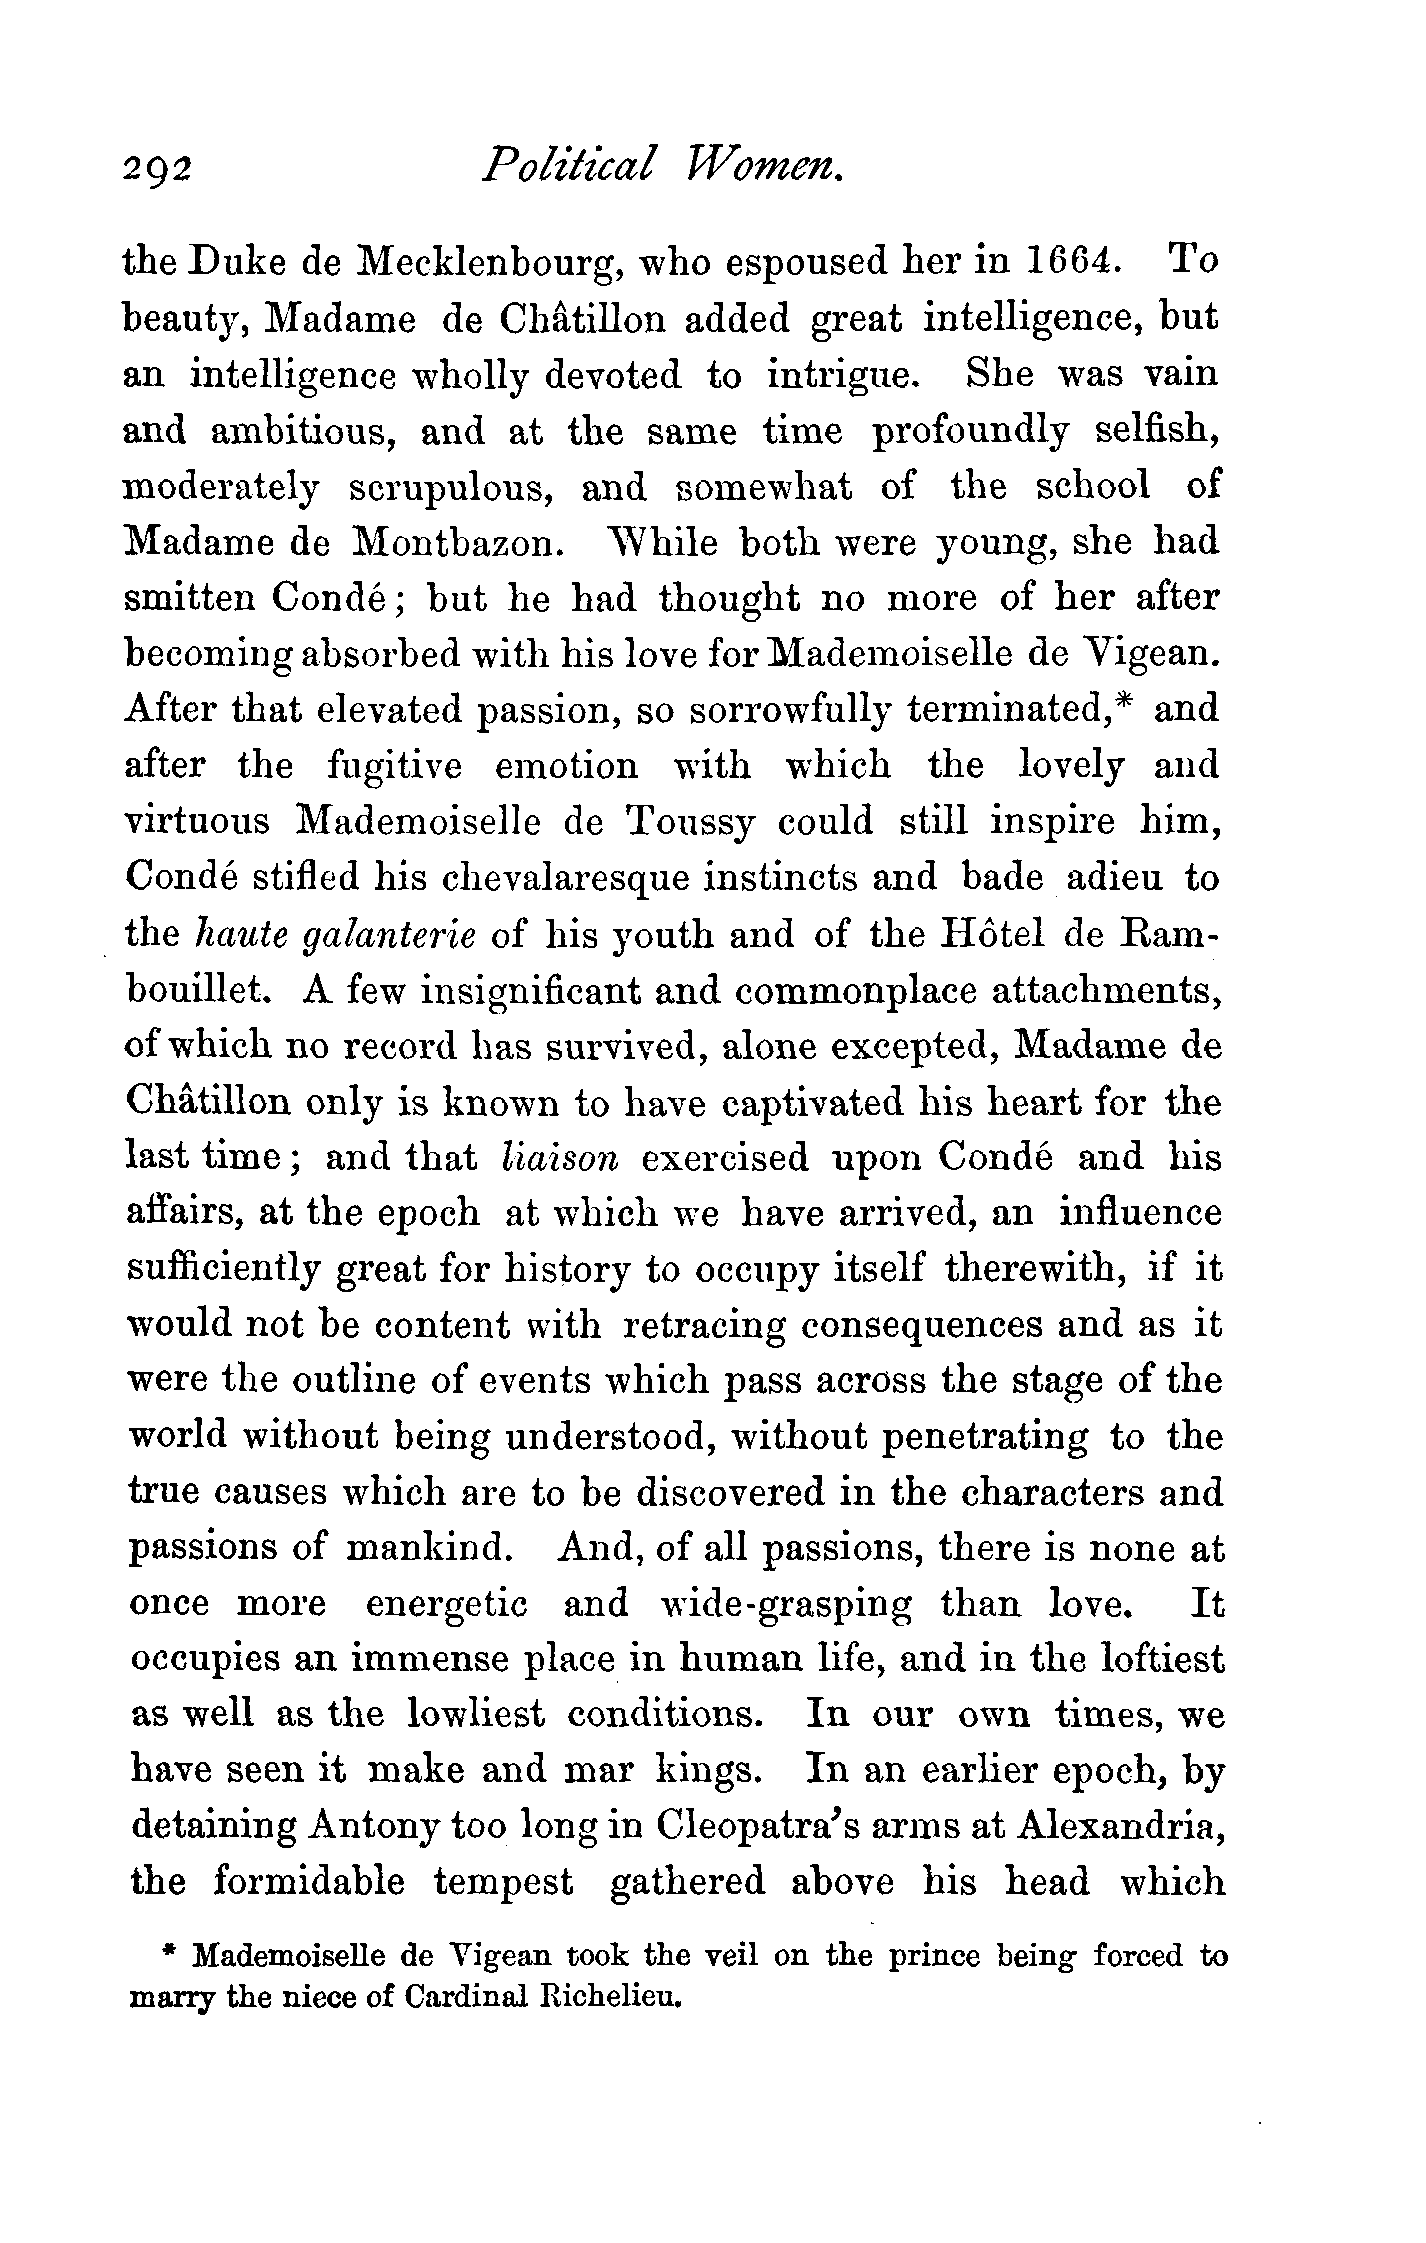 292 Political Women.
the Duke de Mecklenbourg, who espoused her in 1664. To
beauty, Madame de Châtillon added great intelligence, but
an intelligence wholly devoted to intrigue. She was vain
and ambitious, and at the same time profoundly selfish,
moderately scrupulous, and somewhat of the school of
Madame de Montbazon. While both were young, she had
smitten Condé; but he had thought no more of her after
becoming absorbed with his love for Mademoiselle de Vigean.
After that elevated passion, so sorrowfully terminated,* and
after the fugitive emotion with which the lovely and
virtuous Mademoiselle de Toussy could still inspire him,
Condé stifled his chevalaresque instincts and bade adieu to
the haute galanterie of his youth and of the Hôtel de Ram-
bouillet. A few insignificant and commonplace attachments,
of which no record has survived, alone excepted, Madame de
Châtillon only is known to have captivated his heart for the
last time; and that liaison exercised upon Condé and his
affairs, at the epoch at which we have arrived, an influence
sufficiently great for history to occupy itself therewith, if it
would not be content with retracing consequences and as it
were the outline of events which pass across the stage of the
world without being understood, without penetrating to the
true causes which are to be discovered in the characters and
passions of mankind. And, of all passions, there is none at
once more energetic and wide-grasping than love. It
occupies an immense place in human life, and in the loftiest
as well as the lowliest conditions. In our own times, we
have seen it make and mar kings. In an earlier epoch, by
detaining Antony too long in Cleopatra's arms at Alexandria,
the formidable tempest gathered above his head which
* Mademoiselle de Vigean took the veil on the prince being forced to
marry the niece of Cardinal Richelieu.